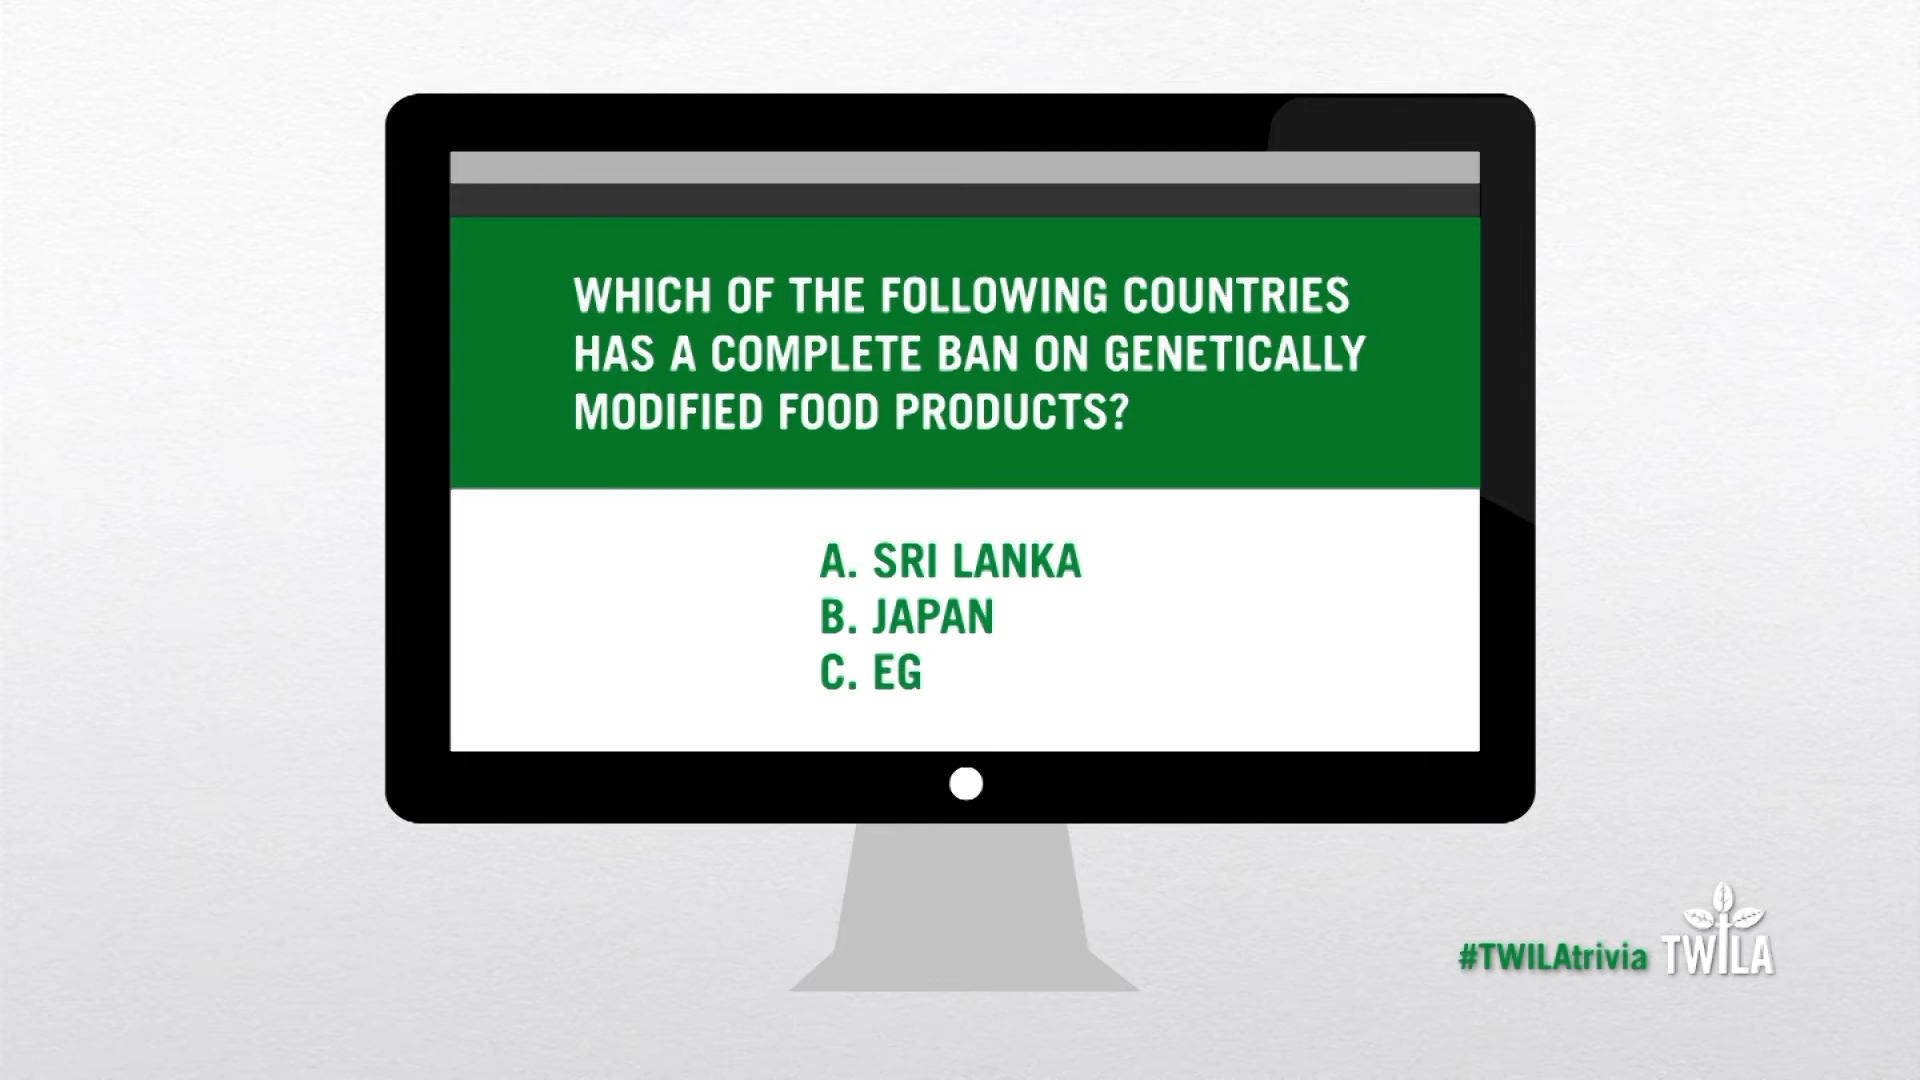 WHICH OF THE FOLLOWING COUNTRIES
HAS A COMPLETE BAN ON GENETICALLY
MODIFIED FOOD PRODUCTS?
A. SRI LANKA
B. JAPAN
C. EG
#TWILAtrivia TWILA